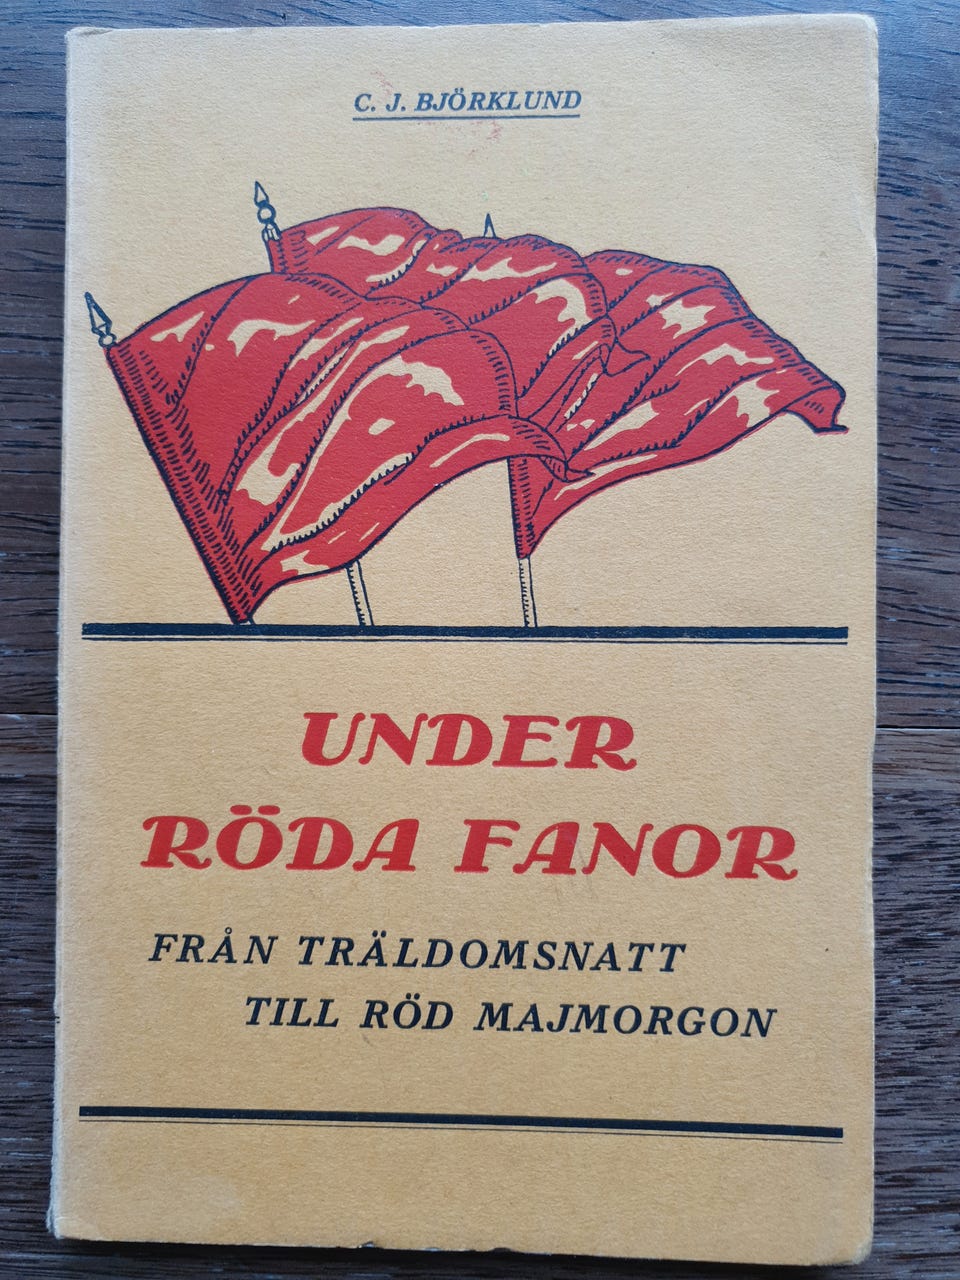 C. J. BJÖRKLUND
UNDER
RÖDA FANOR
FRÅN TRÄLDOMSNATT
TILL RÖD MAJMORGON